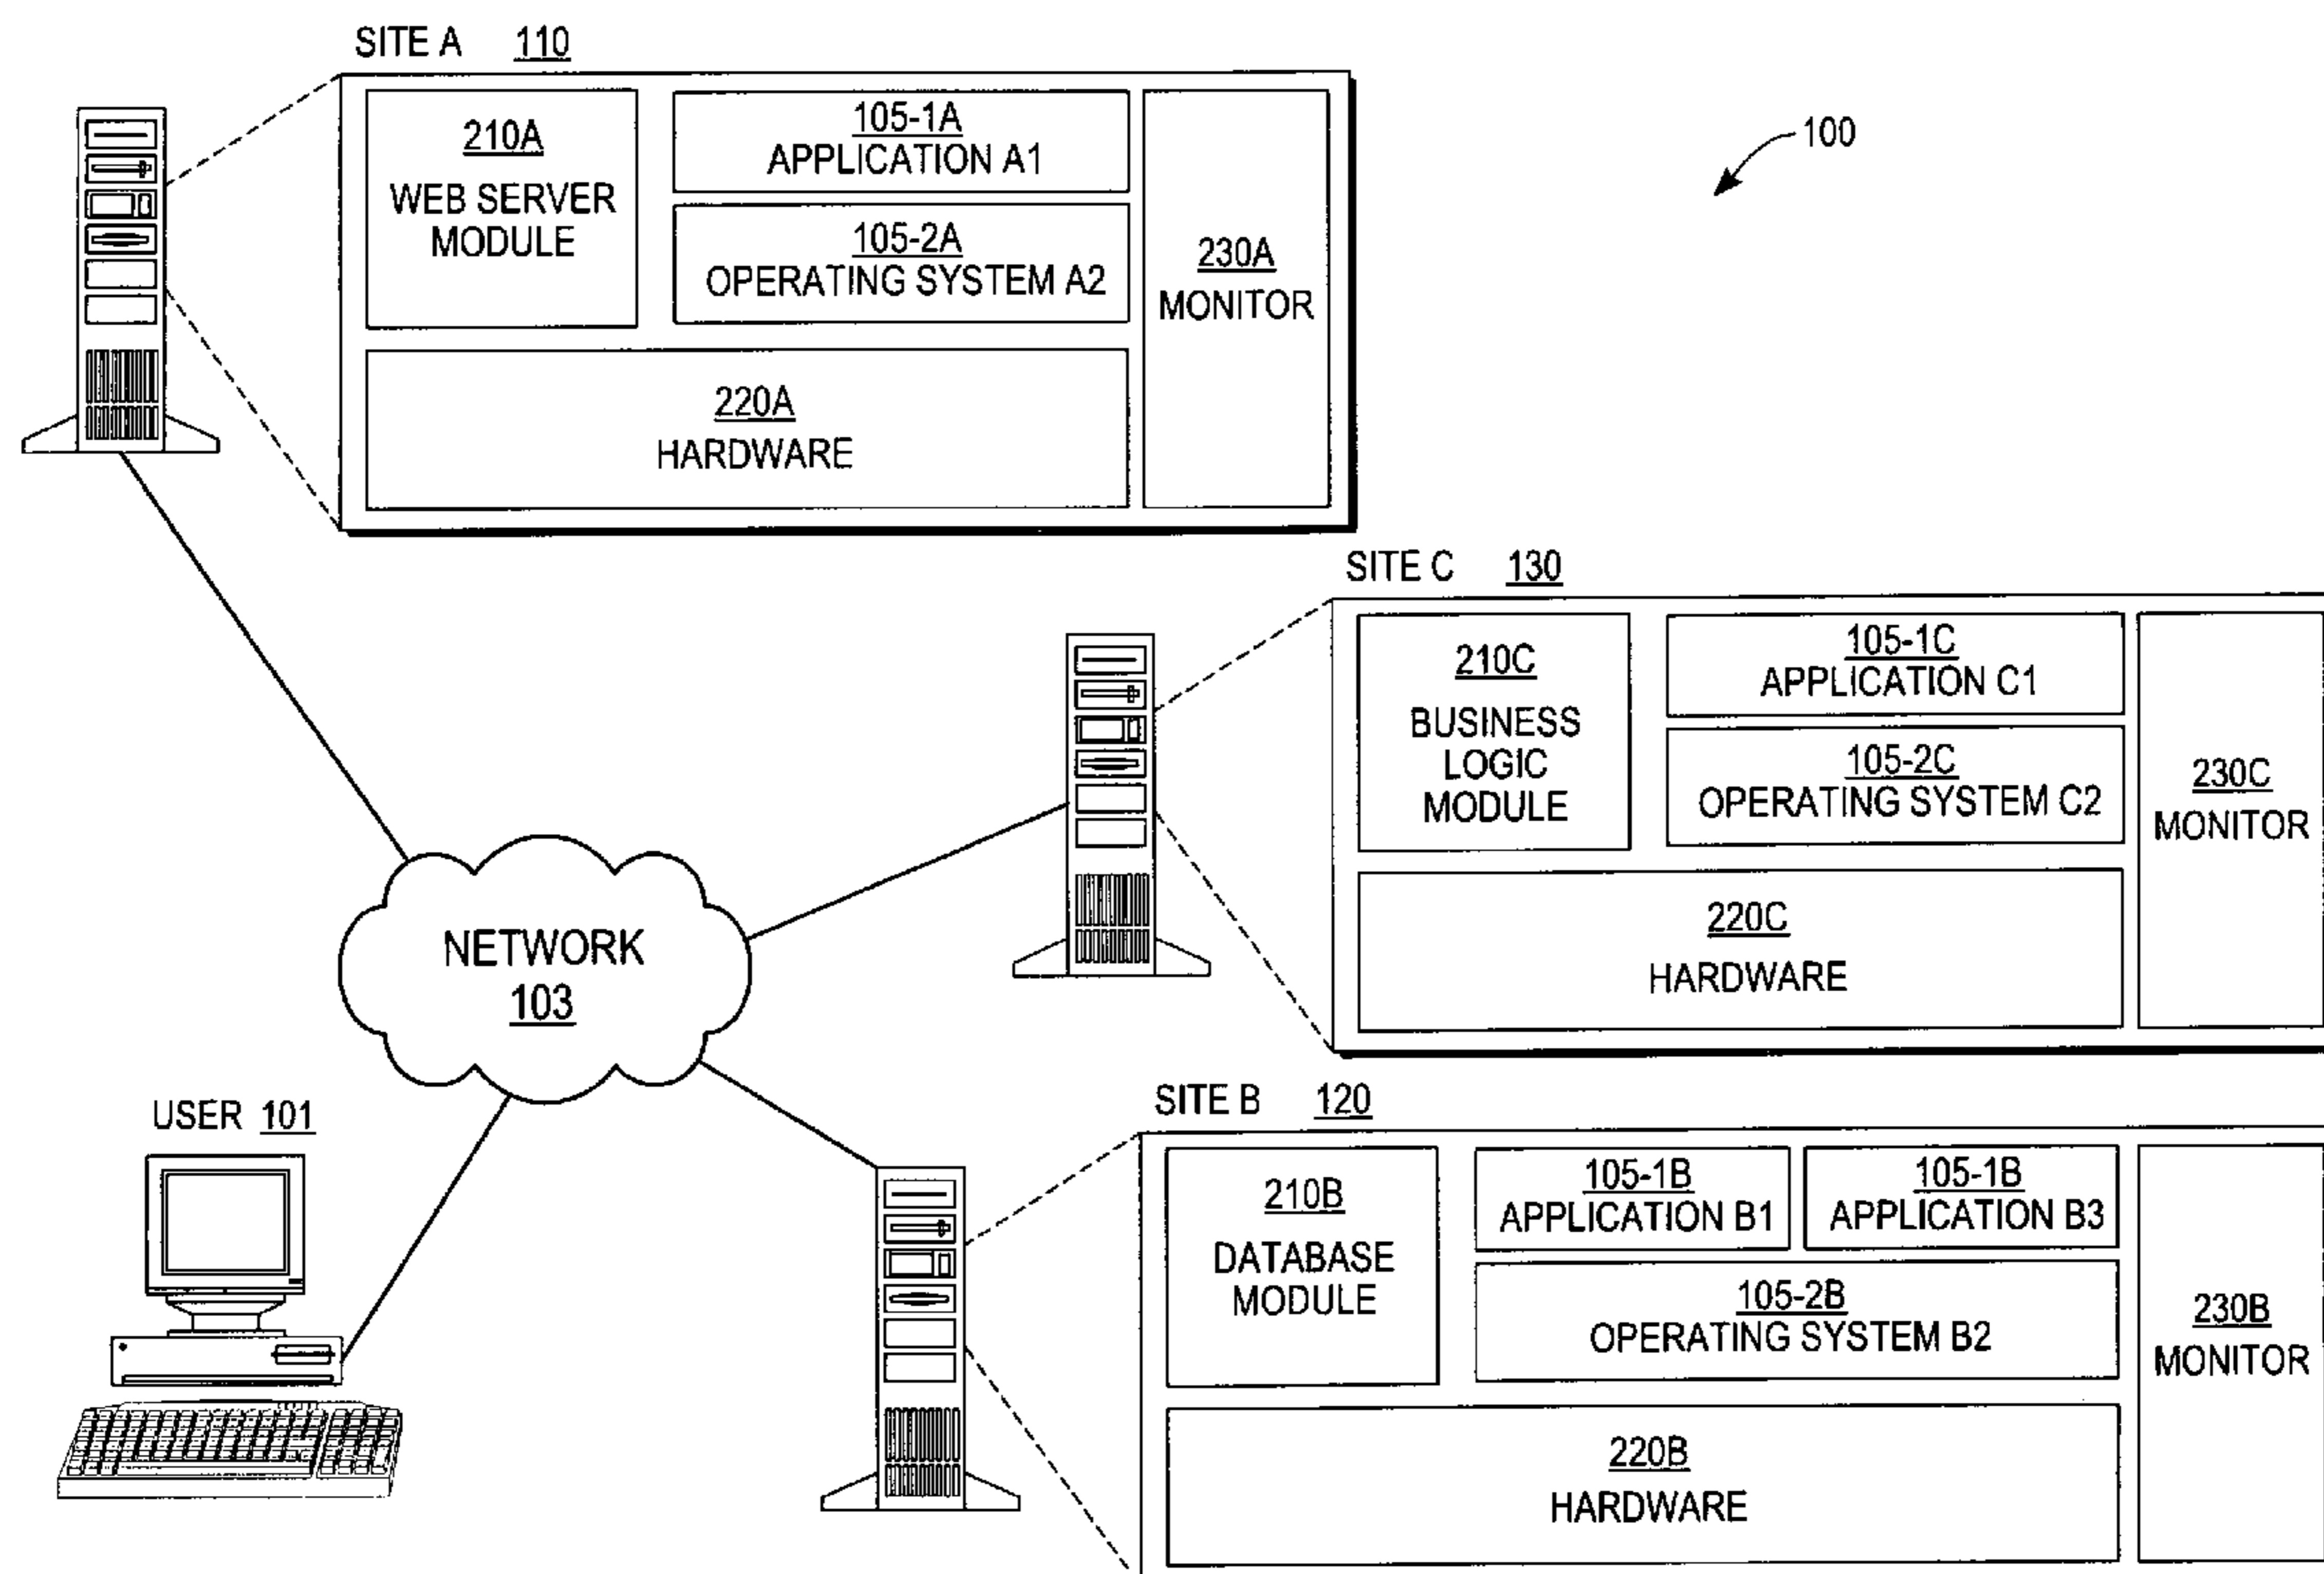 SITE A 110
210A
WEB SERVER
MODULE
105-1A
APPLICATION A1
105-2A
OPERATING SYSTEM A2
230A
MONITOR
220A
HARDWARE
100
SITE C 130
210C
BUSINESS
LOGIC
MODULE
105-1C
APPLICATION C1
105-2C
OPERATING SYSTEM C2
230C
MONITOR
220C
HARDWARE
NETWORK
103
USER 101
SITE B 120
210B
DATABASE
MODULE
105-1B
APPLICATION B1
105-1B
APPLICATION B3
105-2B
OPERATING SYSTEM B2
230B
MONITOR
220B
HARDWARE